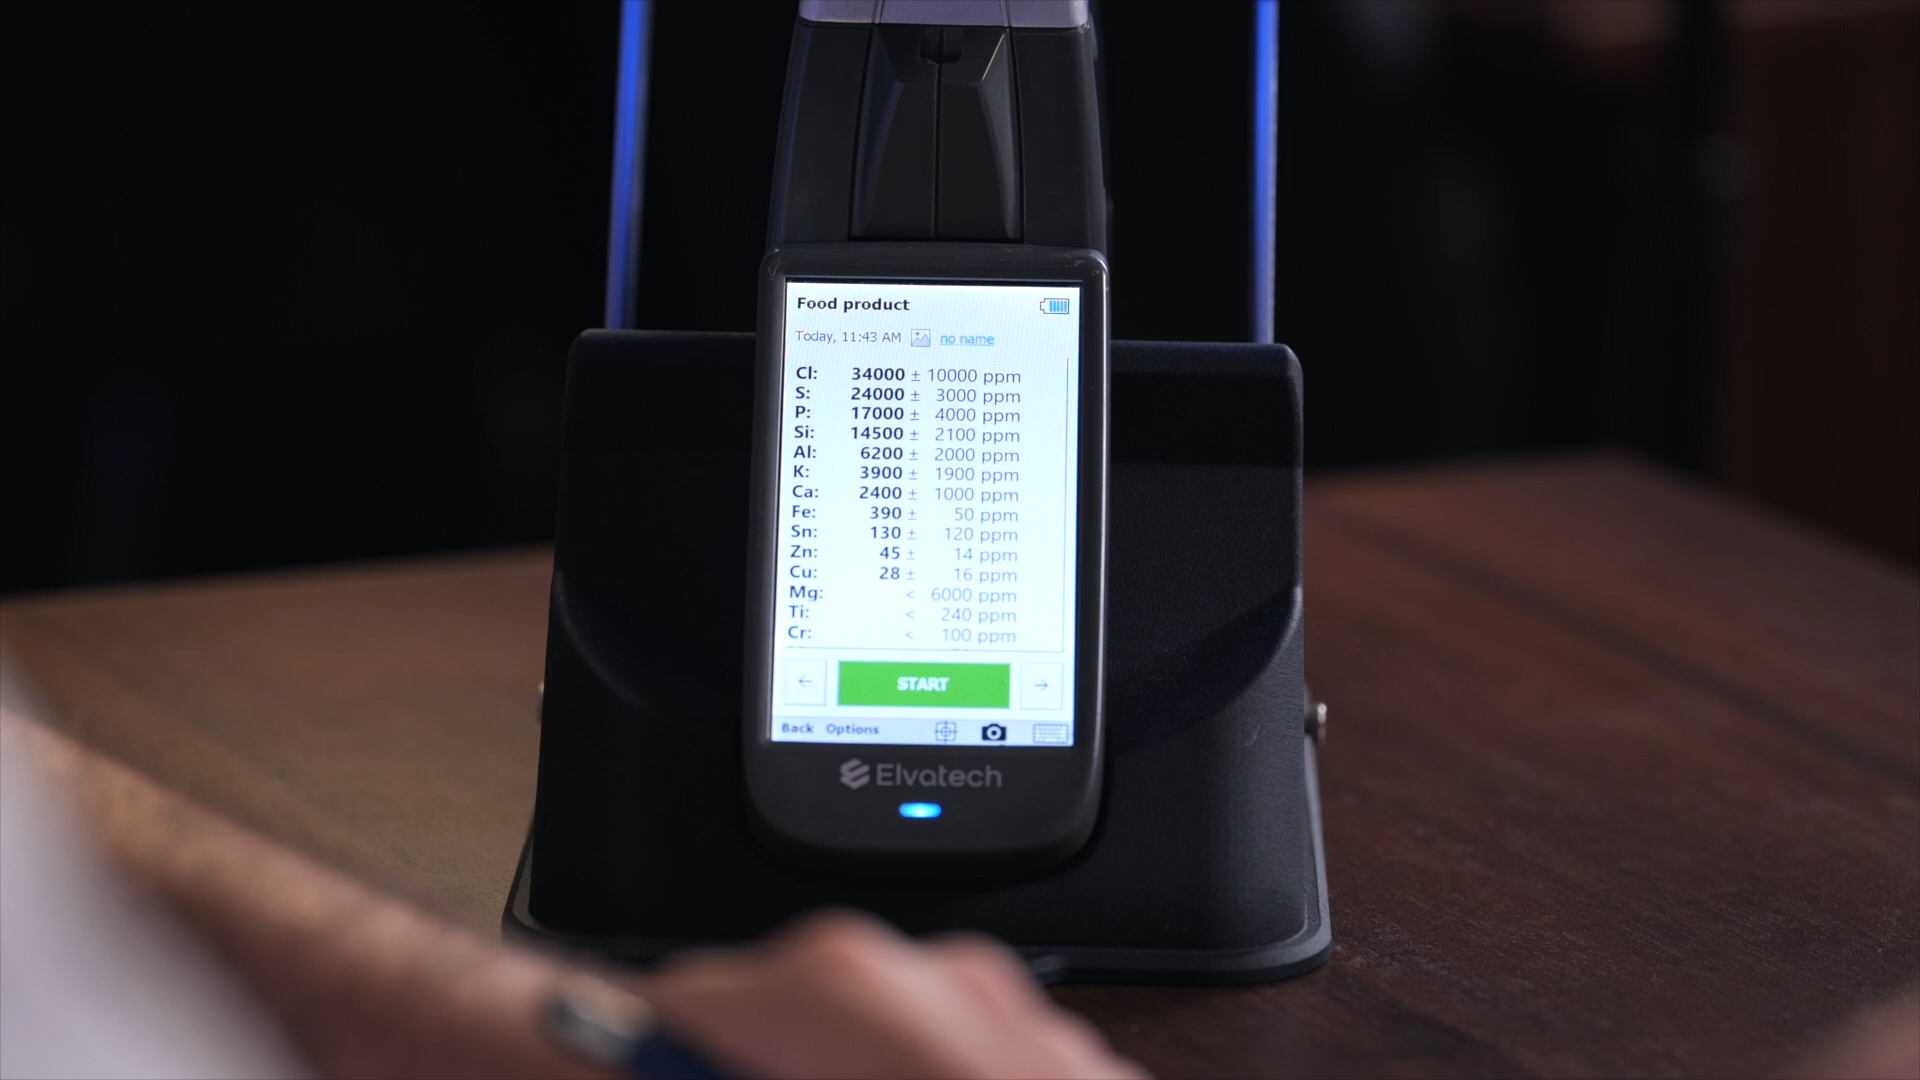 Food product
Today, 11:43 AM no name
Cl: 34000 ± 10000 ppm
S: 24000 ± 3000 ppm
P: 17000 ± 4000 ppm
Si: 14500 ± 2100 ppm
Al: 6200 ± 2000 ppm
K: 3900 ± 1900 ppm
Ca: 2400 ± 1000 ppm
Fe: 390 ± 50 ppm
Sn: 130 ± 120 ppm
Zn: 45 ± 14 ppm
Cu: 28 ± 16 ppm
Mg: < 6000 ppm
Ti: < 240 ppm
Cr: < 100 ppm
← START →
Back Options
Elvatech